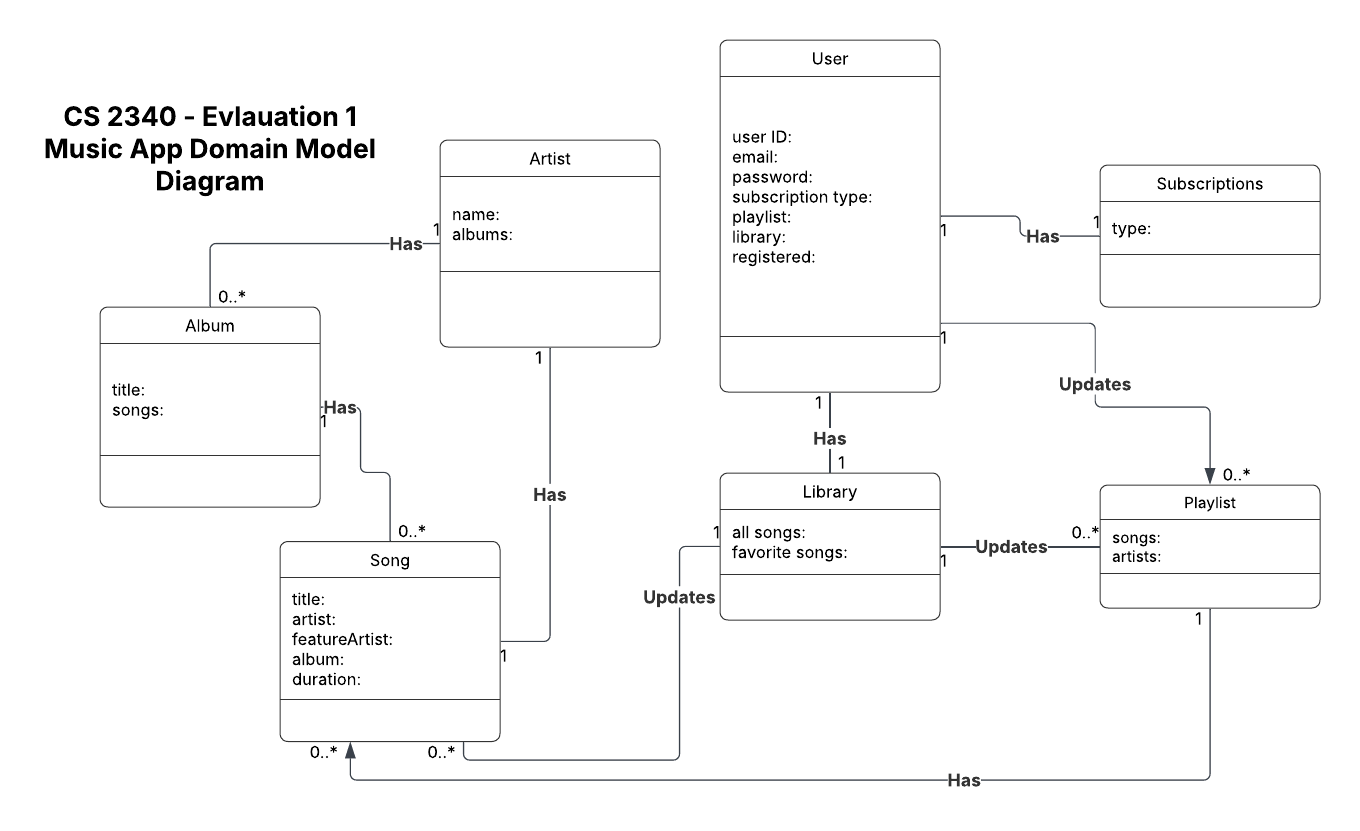 CS 2340 - Evlauation 1
Music App Domain Model
Diagram
User
user ID:
email:
password:
subscription type:
playlist:
library:
registered:
Artist
name:
albums:
Subscriptions
type:
1
Has
1
1
Has
1
0..*
Album
title:
songs:
Has
1
1
Updates
0..*
1
Has
1
1
Has
1
0..*
Song
title:
artist:
featureArtist:
album:
duration:
Library
all songs:
favorite songs:
1
Updates
0..*
1
Updates
0..*
Playlist
songs:
artists:
1
0..*
Has